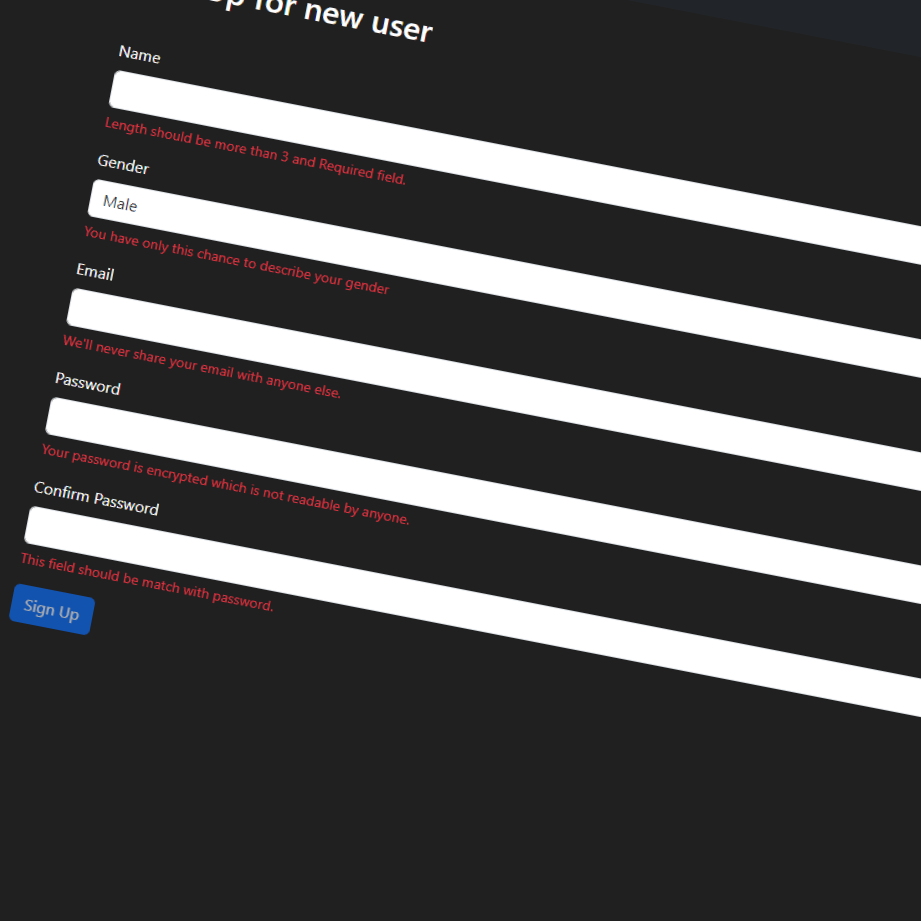 for new user
Name
Length should be more than 3 and Required field.
Gender
Male
You have only this chance to describe your gender
Email
We'll never share your email with anyone else.
Password
Your password is encrypted which is not readable by anyone.
Confirm Password
This field should be match with password.
Sign Up